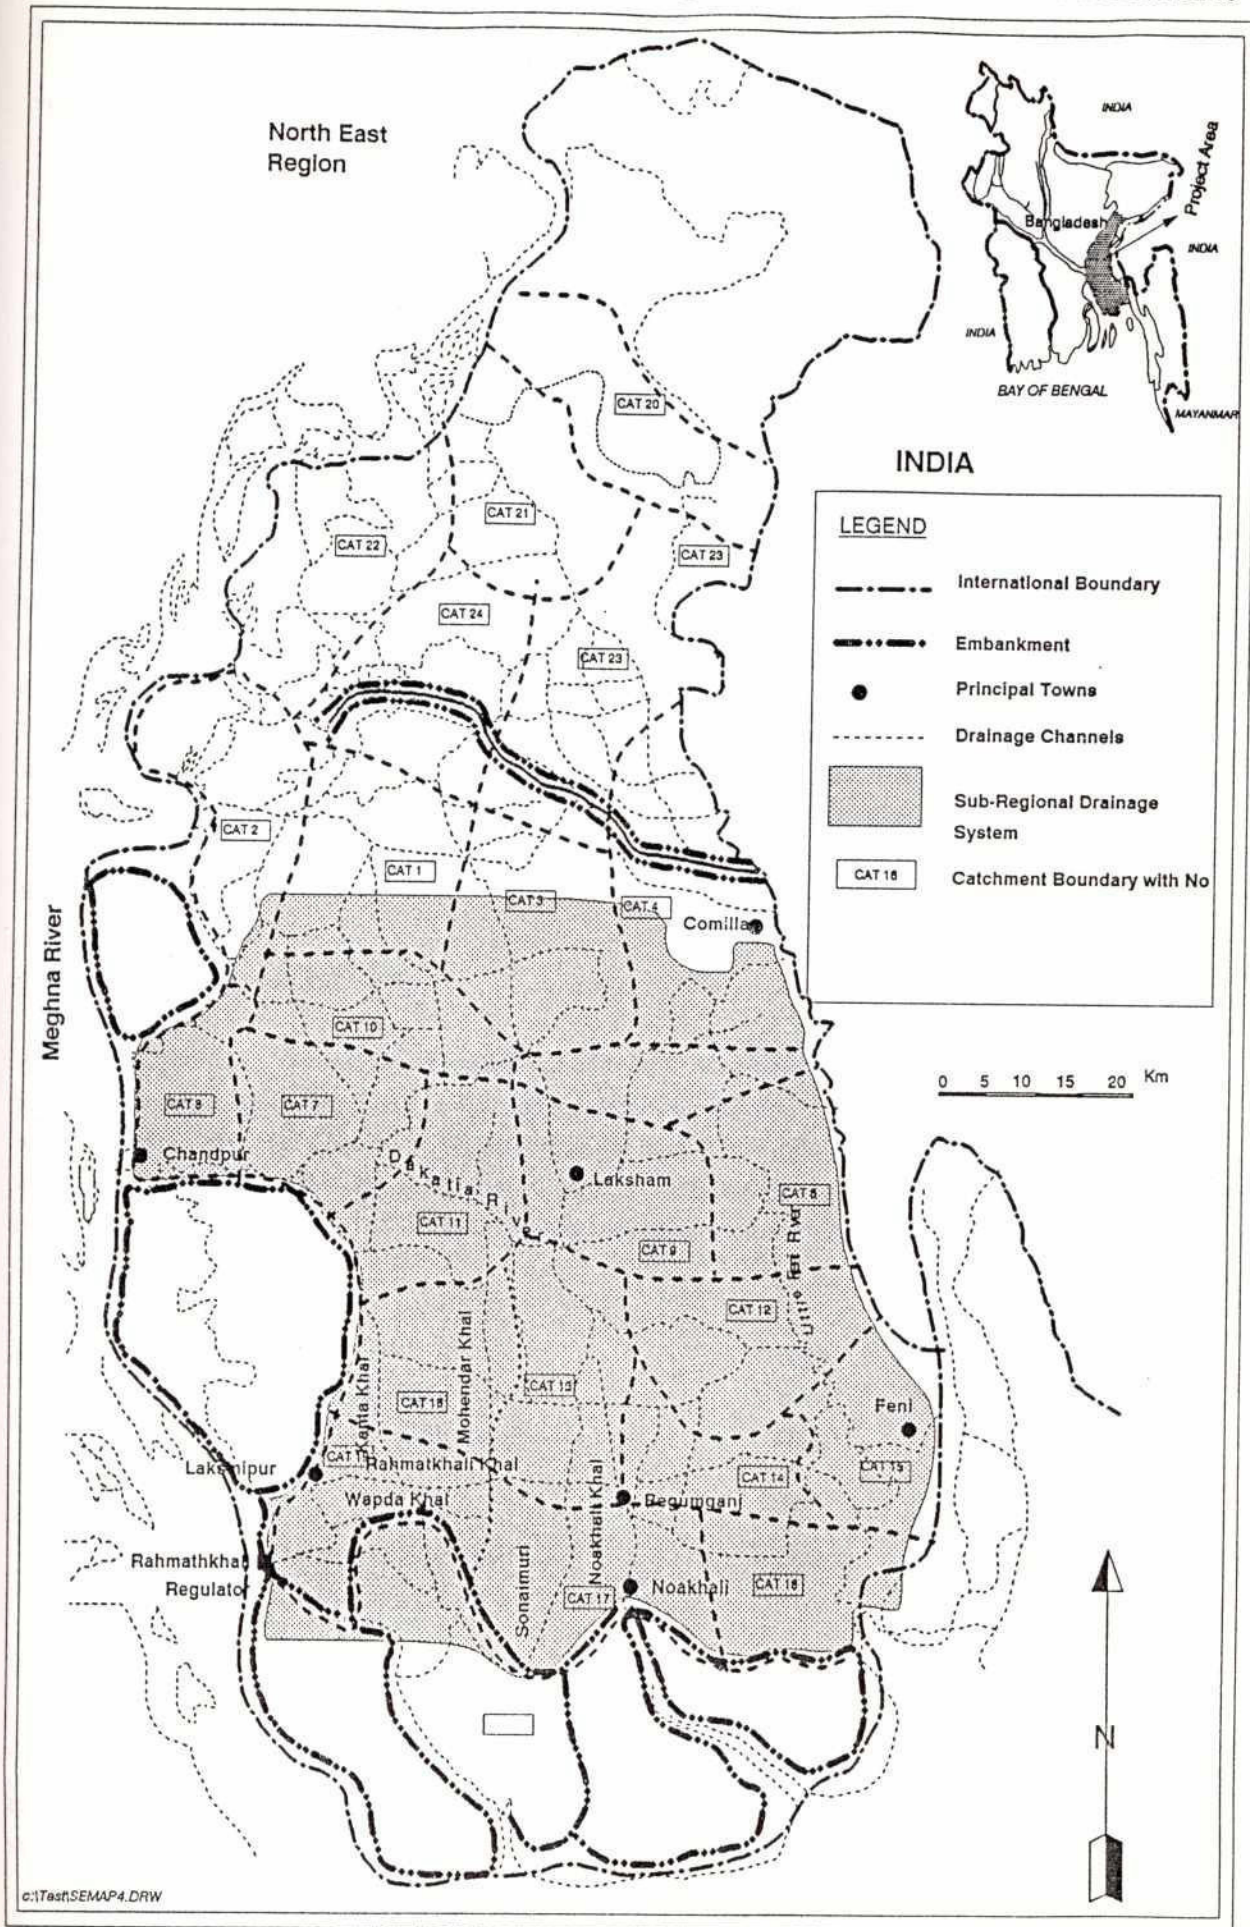 North East
Region
INDIA
Project Area
Bangladesh
INDIA
INDIA
BAY OF BENGAL
MAYANMAR
INDIA
LEGEND
International Boundary
Embankment
Principal Towns
Drainage Channels
Sub-Regional Drainage
System
CAT 16
Catchment Boundary with No
CAT 20
CAT 21
CAT 22
CAT 23
CAT 24
CAT 23
CAT 2
CAT 1
CAT 3
CAT 4
Comilla
Meghna River
CAT 10
0 5 10 15 20 Km
CAT 8
CAT 7
Chandpur
Dakatia River
Laksham
CAT 5
CAT 11
CAT 9
Little Feni River
CAT 12
Kanta Khal
Mohendar Khal
CAT 18
CAT 13
Feni
CAT 19
Rahmatkhali Khal
Laksmipur
CAT 14
CAT 15
Wapda Khal
Noakhali Khal
Begumganj
Rahmathkhali
Regulator
Sonaimuri
CAT 17
Noakhali
CAT 16
N
c:\Test\SEMAP4.DRW